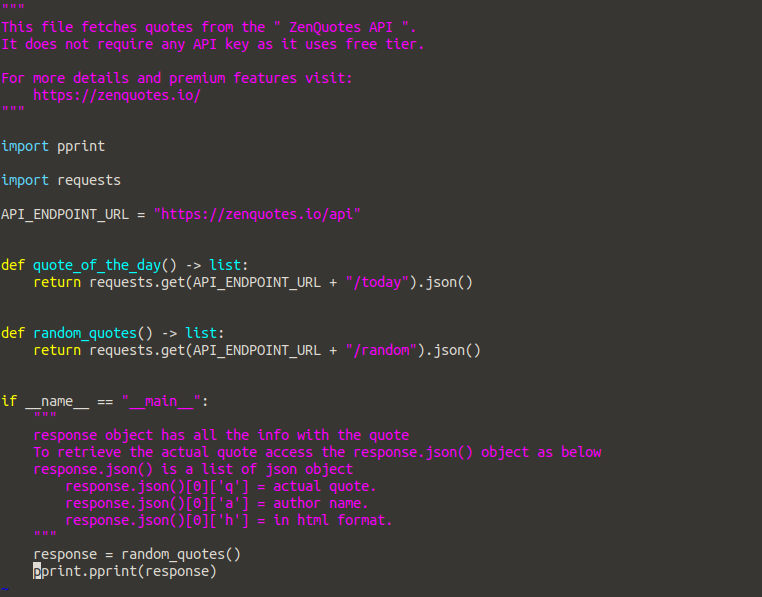 """
This file fetches quotes from the " ZenQuotes API ".
It does not require any API key as it uses free tier.

For more details and premium features visit:
    https://zenquotes.io/
"""

import pprint

import requests

API_ENDPOINT_URL = "https://zenquotes.io/api"


def quote_of_the_day() -> list:
    return requests.get(API_ENDPOINT_URL + "/today").json()


def random_quotes() -> list:
    return requests.get(API_ENDPOINT_URL + "/random").json()


if __name__ == "__main__":
    """
    response object has all the info with the quote
    To retrieve the actual quote access the response.json() object as below
    response.json() is a list of json object
        response.json()[0]['q'] = actual quote.
        response.json()[0]['a'] = author name.
        response.json()[0]['h'] = in html format.
    """
    response = random_quotes()
    pprint.pprint(response)
~